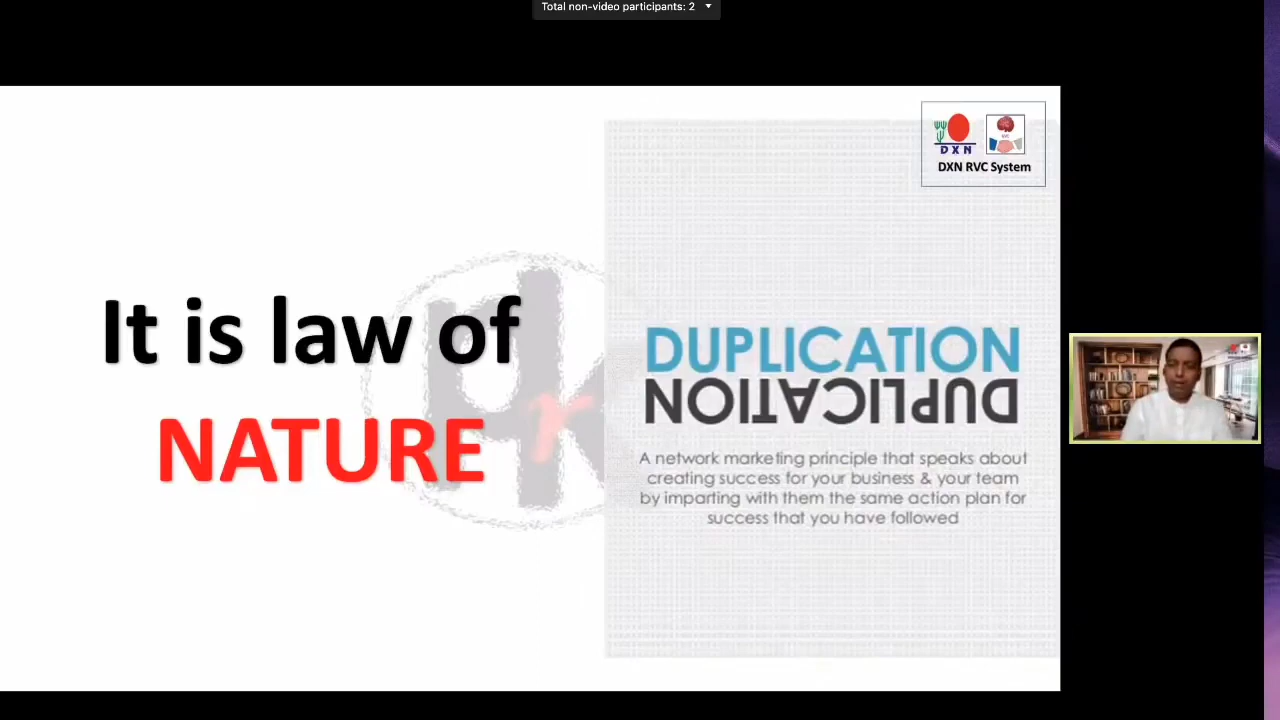 Total non-video participants: 2
DXN
DXN RVC System
It is law of
NATURE
DUPLICATION
DUPLICATION
A network marketing principle that speaks about
creating success for your business & your team
by imparting with them the same action plan for
success that you have followed